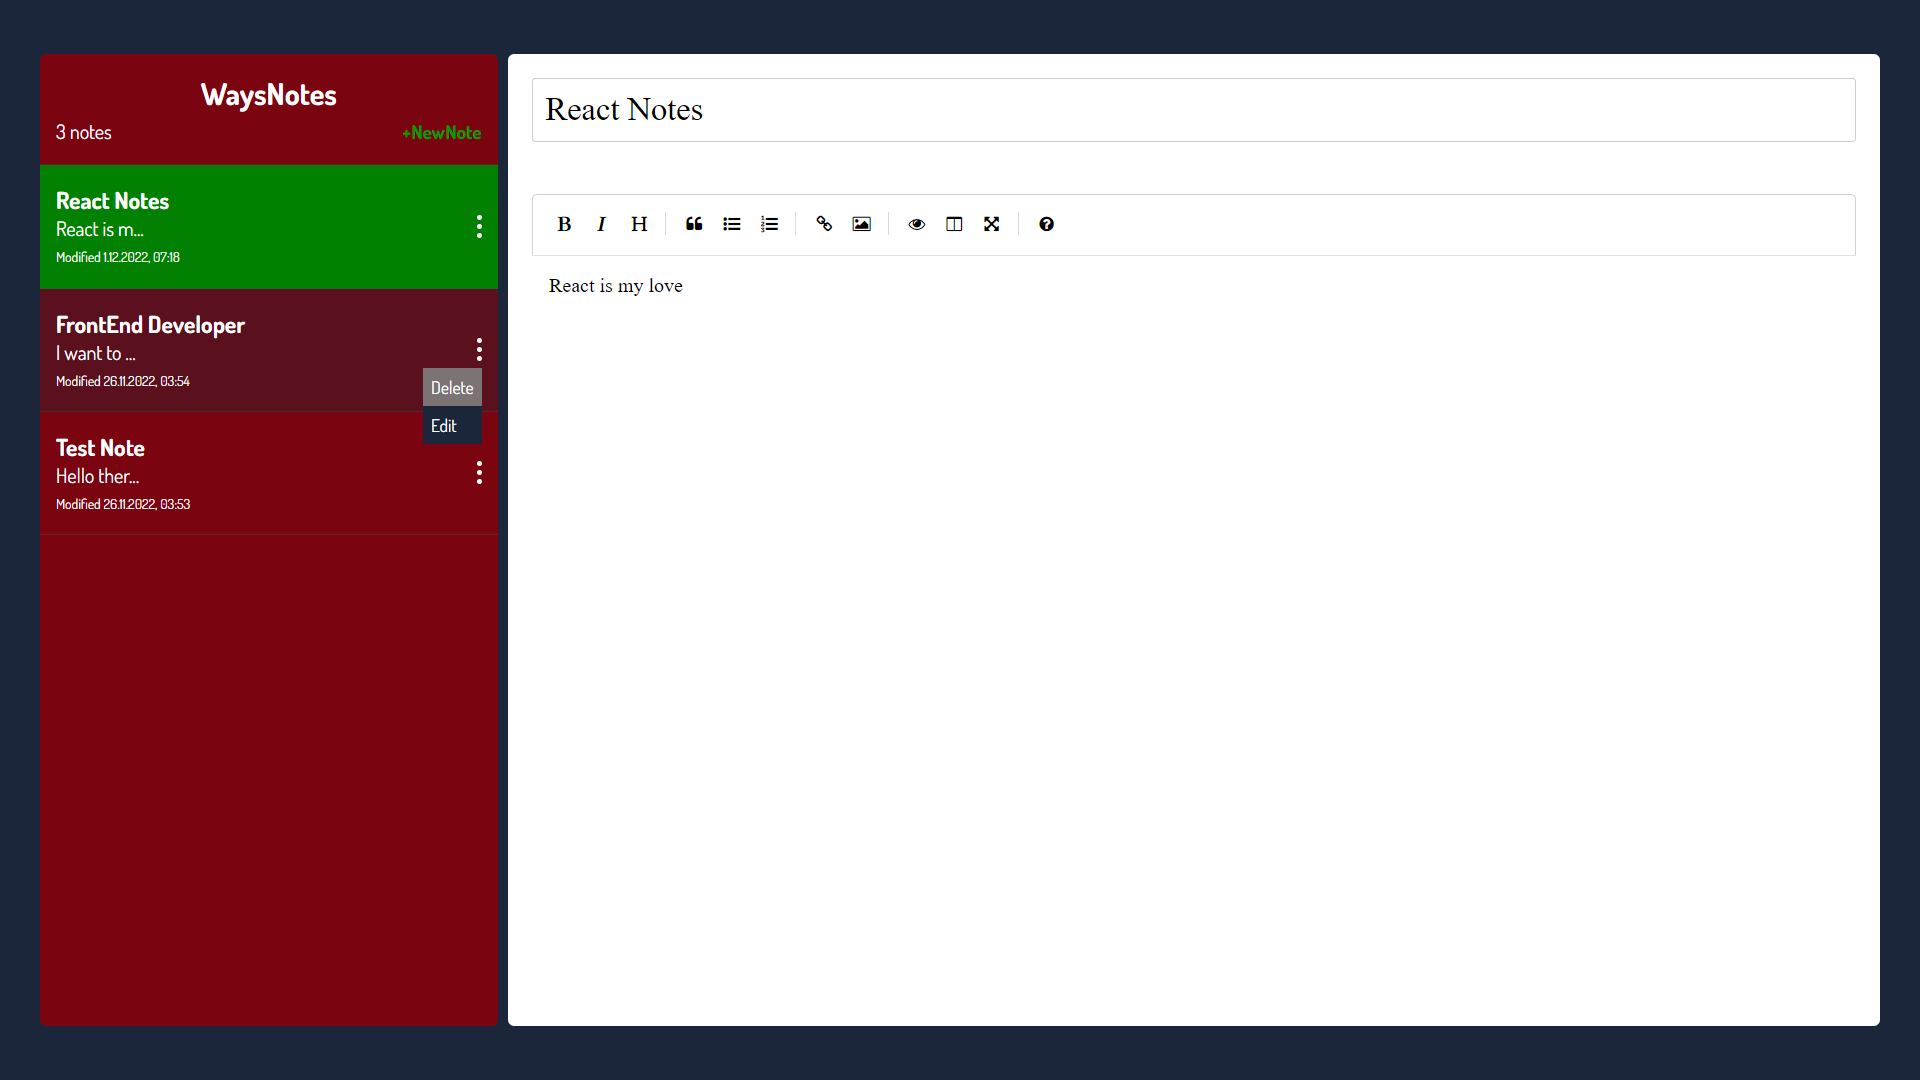 WaysNotes
3 notes
+NewNote
React Notes
React is m...
Modified 1.12.2022, 07:18
FrontEnd Developer
I want to ...
Modified 26.11.2022, 03:54
Delete
Edit
Test Note
Hello ther...
Modified 26.11.2022, 03:53
React Notes
B I H
React is my love